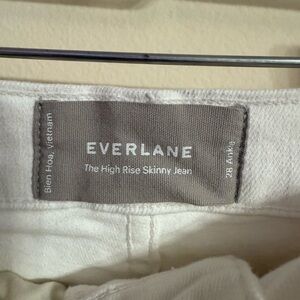 Bien Hoa, Vietnam
EVERLANE
The High Rise Skinny Jean
28 Ankle